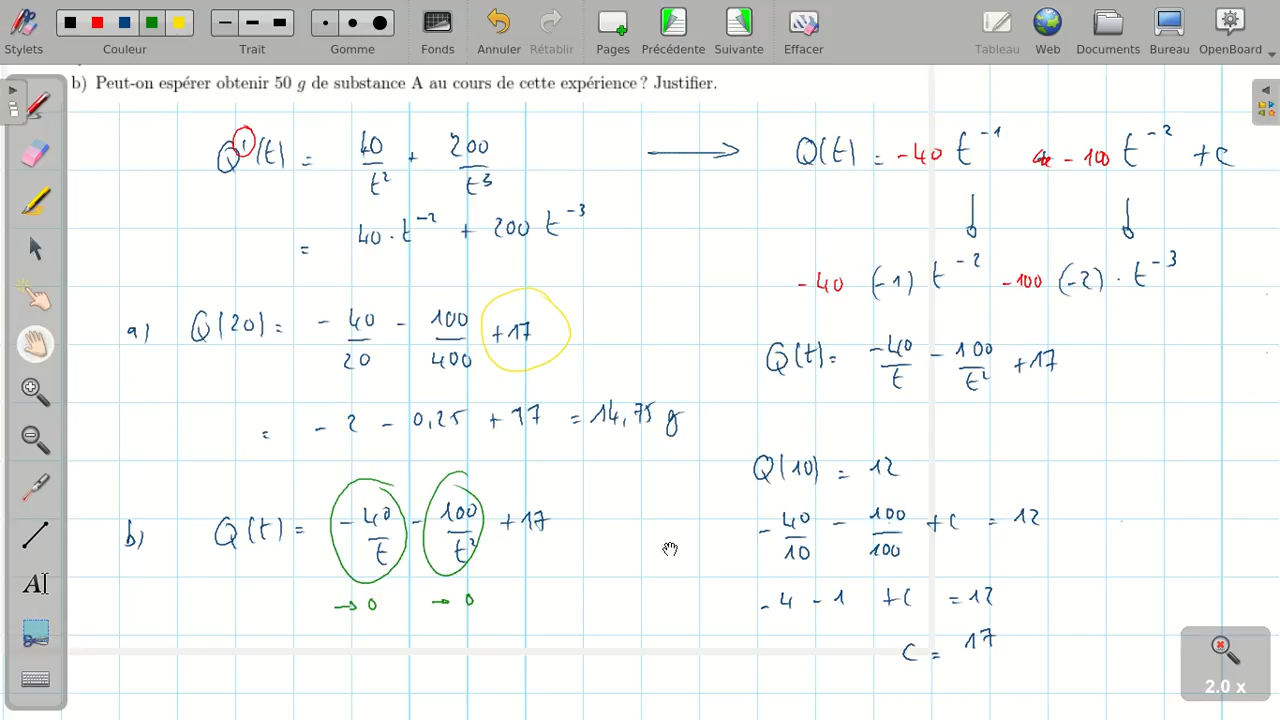 Stylets Couleur Trait Gomme Fonds Annuler Rétablir Pages Précédente Suivante Effacer Tableau Web Documents Bureau OpenBoard
b) Peut-on espérer obtenir 50 g de substance A au cours de cette expérience ? Justifier.
Q'(t) = 40/t² + 200/t³ → Q(t) = -40 t⁻¹ - 100 t⁻² + C
= 40 · t⁻² + 200 t⁻³
-40 (-1) t⁻² -100 (-2) · t⁻³
a) Q(20) = - 40/20 - 100/400 + 17
Q(t) = -40/t - 100/t² + 17
= - 2 - 0,25 + 17 = 14,75 g
Q(10) = 12
b) Q(t) = - 40/t - 100/t² + 17
- 40/10 - 100/100 + C = 12
→ 0 → 0
- 4 - 1 + C = 12
C = 17
A
2.0 x